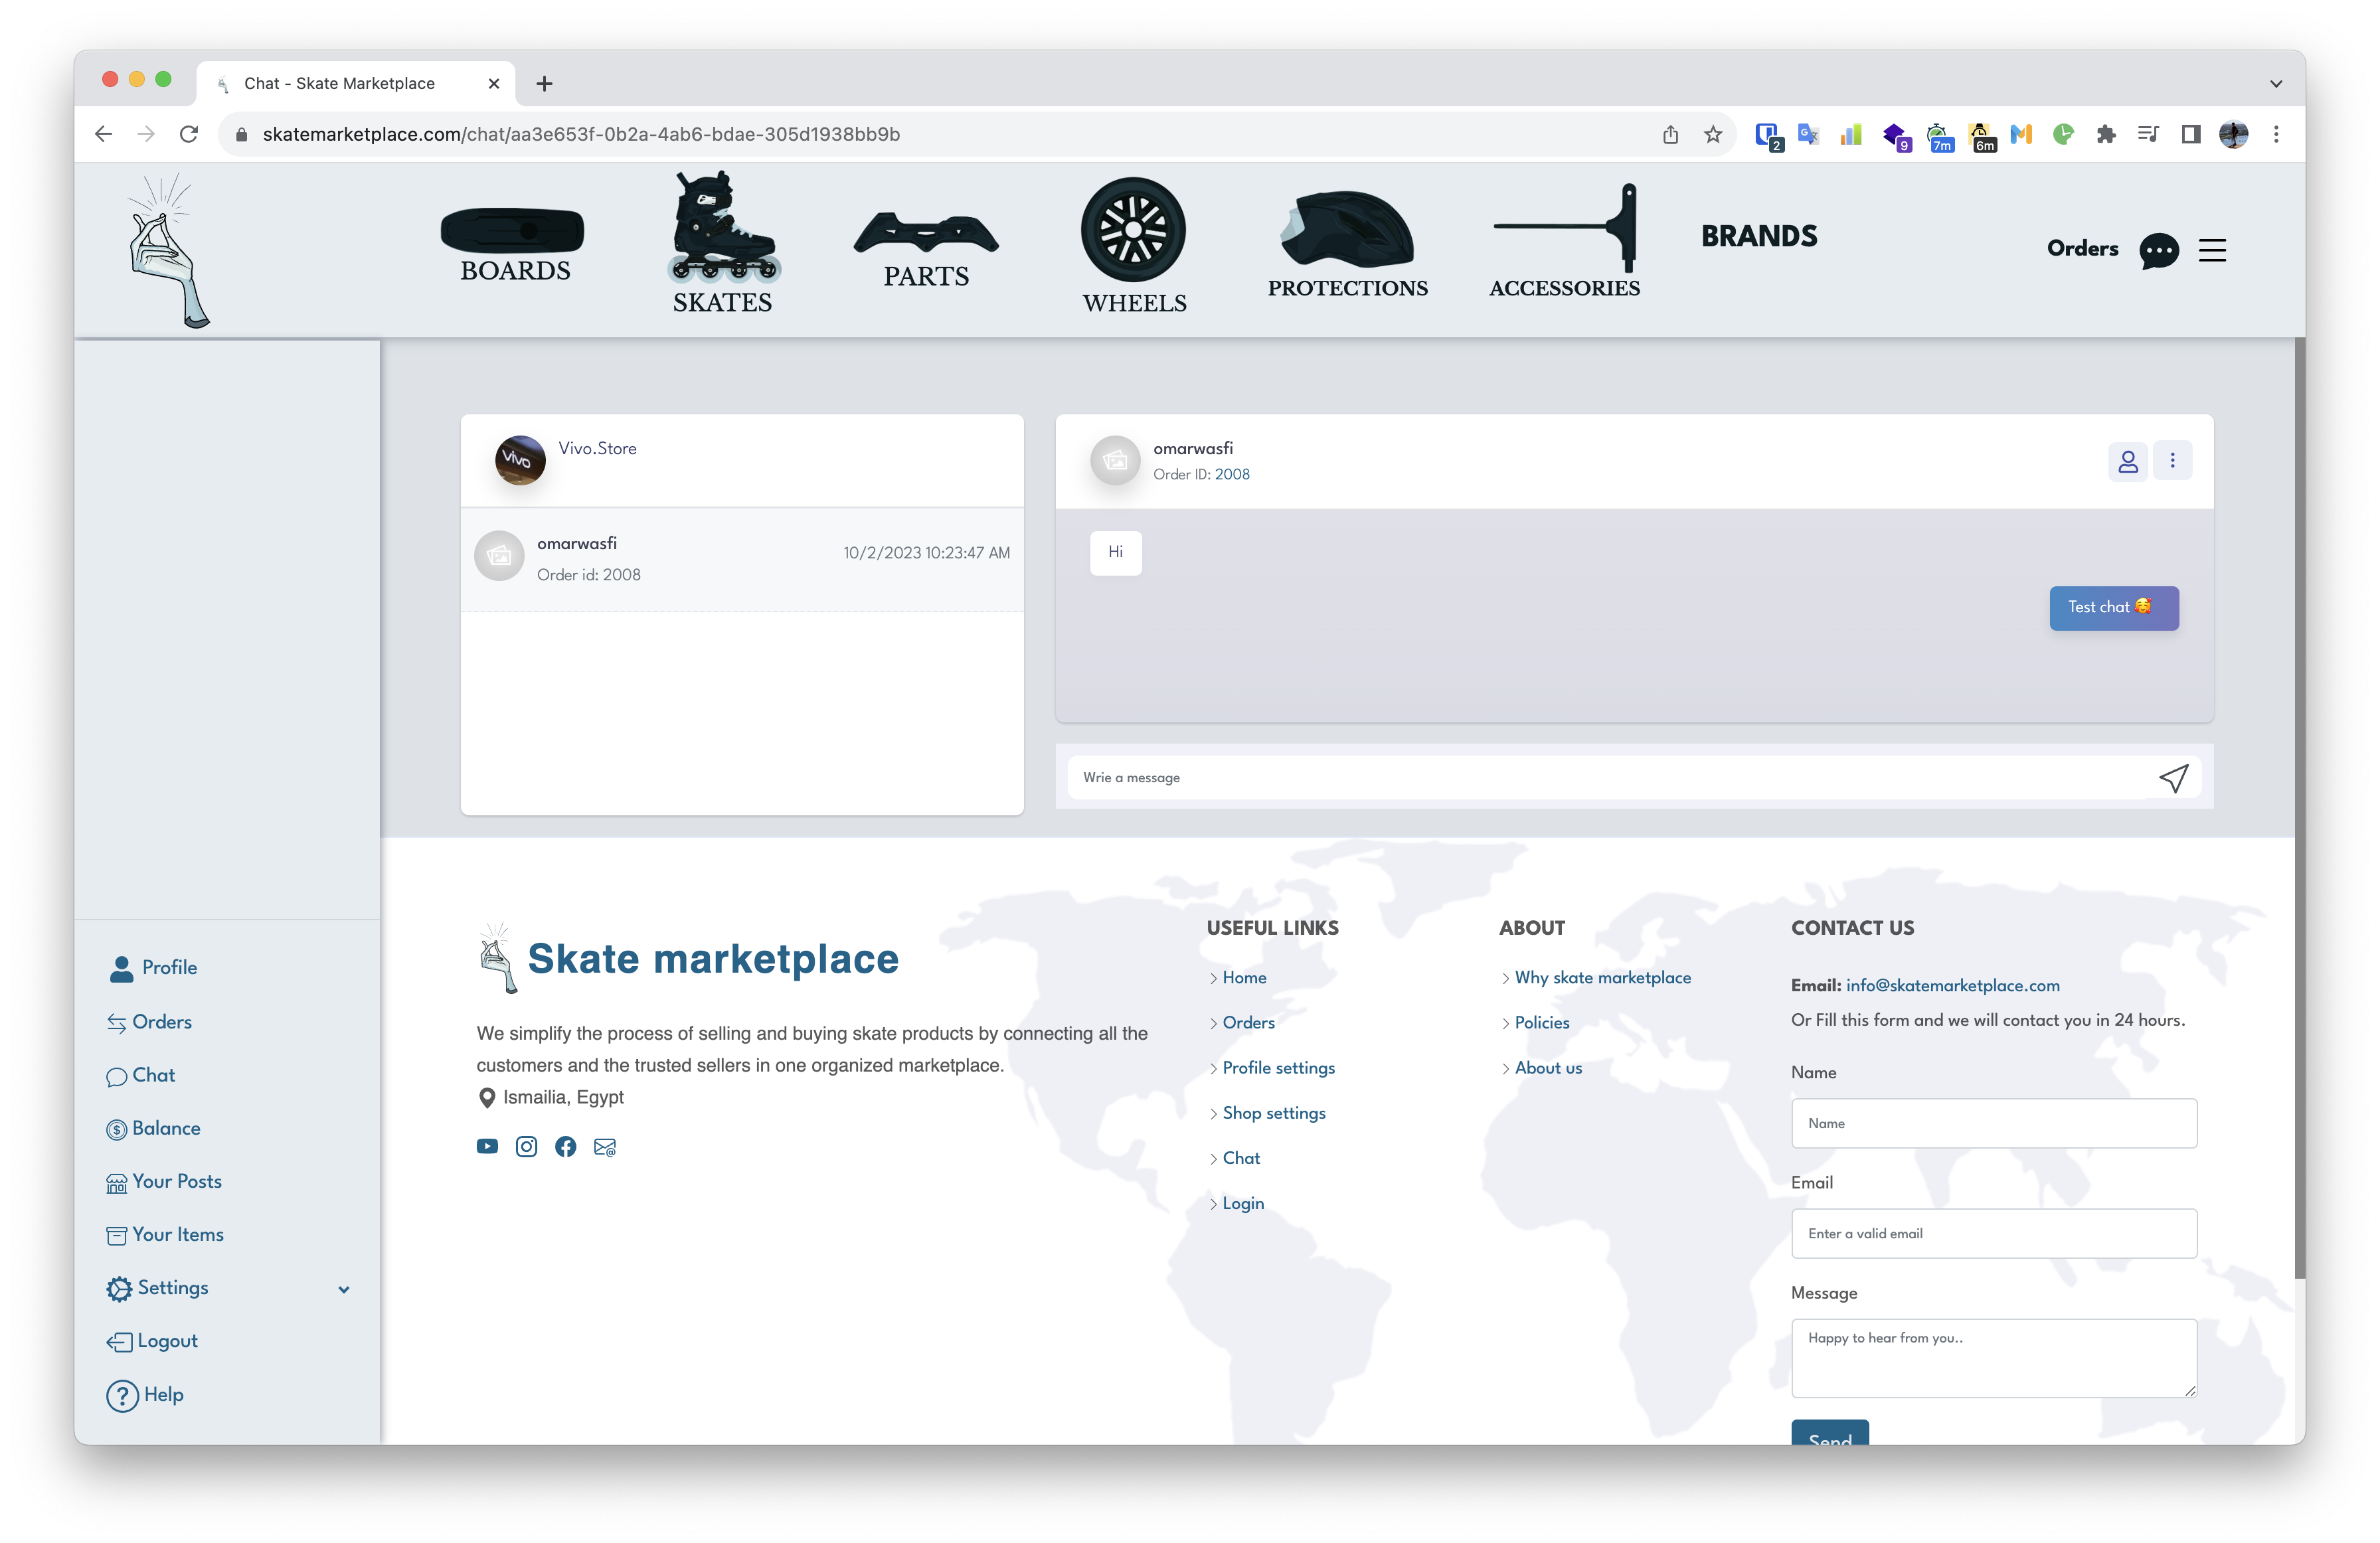 Chat - Skate Marketplace
skatemarketplace.com/chat/aa3e653f-0b2a-4ab6-bdae-305d1938bb9b
2
9
7m
6m
BOARDS
SKATES
PARTS
WHEELS
PROTECTIONS
ACCESSORIES
BRANDS
Orders
Vivo
Vivo.Store
omarwasfi
10/2/2023 10:23:47 AM
Order id: 2008
omarwasfi
Order ID: 2008
Hi
Test chat 🥰
Wrie a message
Profile
Orders
Chat
Balance
Your Posts
Your Items
Settings
Logout
Help
Skate marketplace
We simplify the process of selling and buying skate products by connecting all the
customers and the trusted sellers in one organized marketplace.
Ismailia, Egypt
USEFUL LINKS
Home
Orders
Profile settings
Shop settings
Chat
Login
ABOUT
Why skate marketplace
Policies
About us
CONTACT US
Email: info@skatemarketplace.com
Or Fill this form and we will contact you in 24 hours.
Name
Name
Email
Enter a valid email
Message
Happy to hear from you..
Send